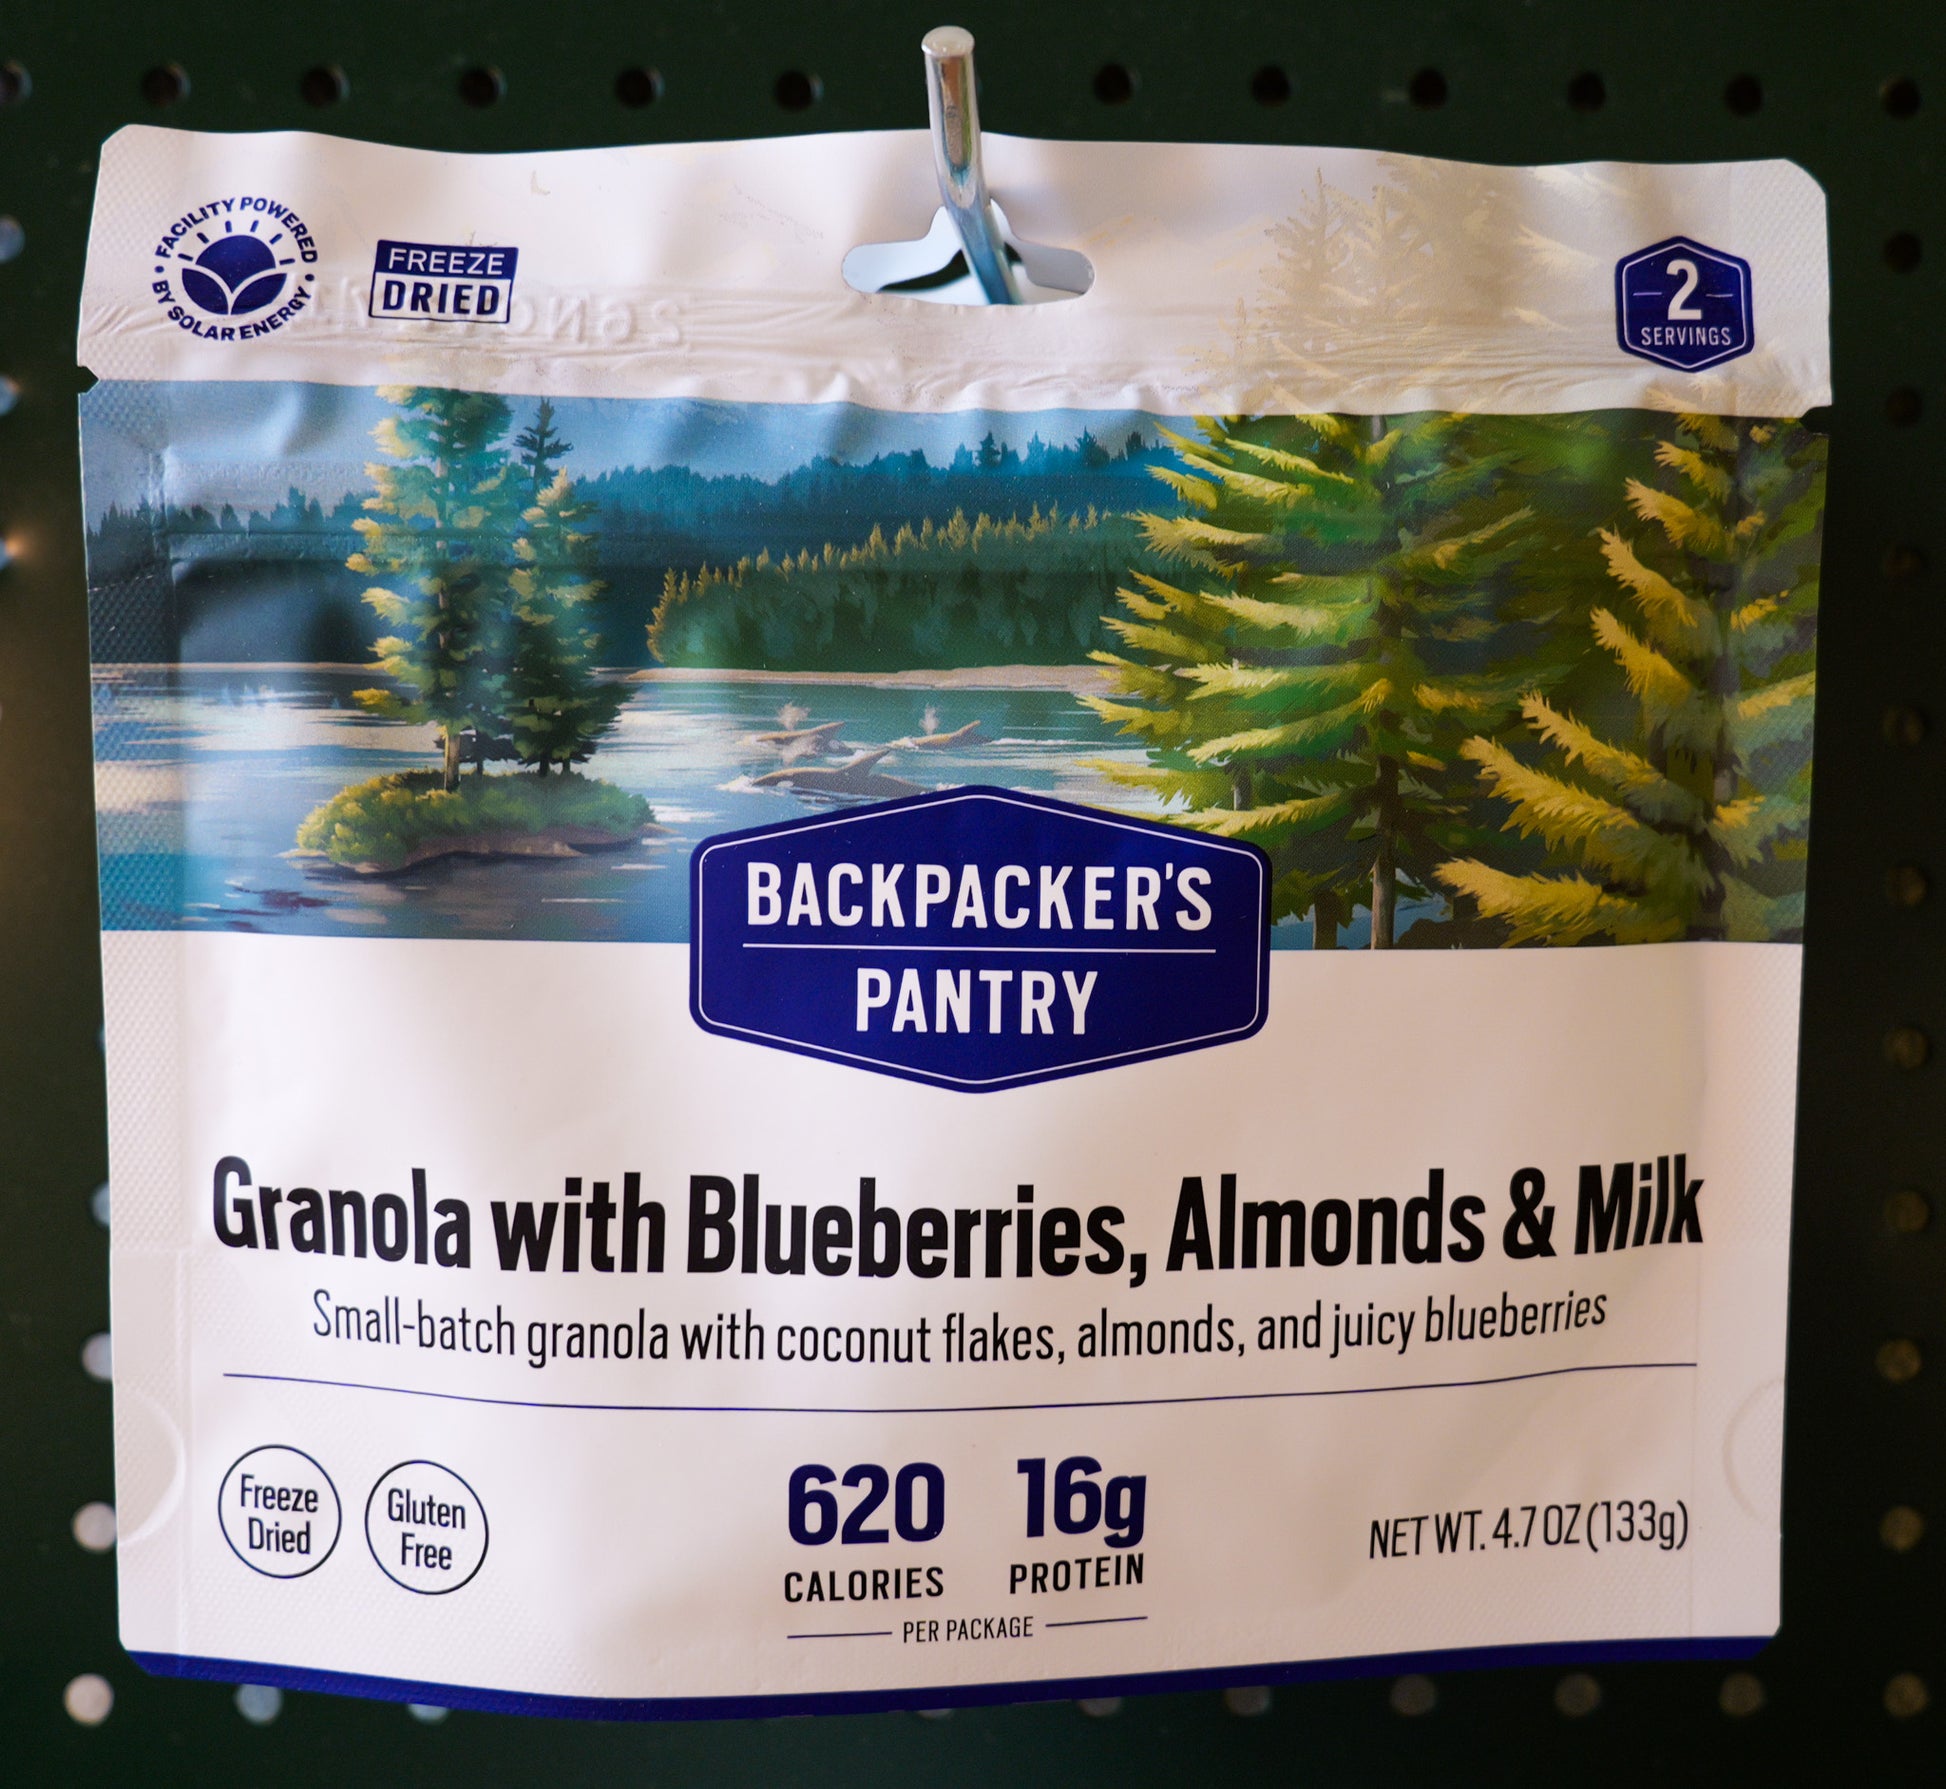 FACILITY POWERED
BY SOLAR ENERGY
FREEZE
DRIED
2
SERVINGS
BACKPACKER'S
PANTRY
Granola with Blueberries, Almonds & Milk
Small-batch granola with coconut flakes, almonds, and juicy blueberries
Freeze
Dried
Gluten
Free
620
CALORIES
16g
PROTEIN
PER PACKAGE
NET WT. 4.7 OZ (133g)